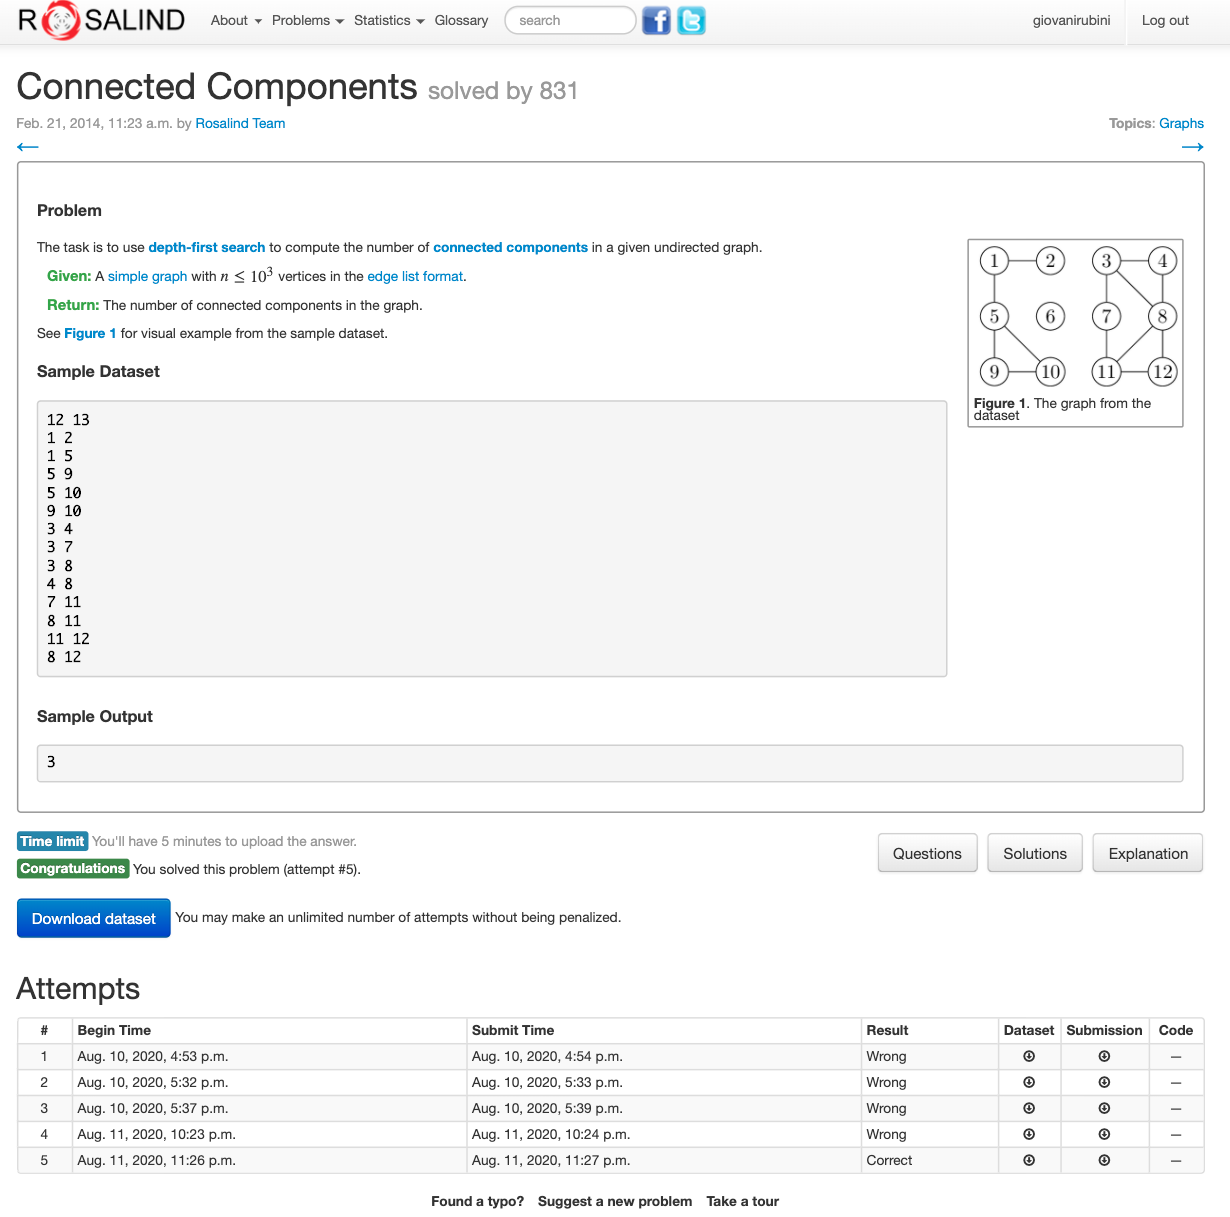 ROSALIND About Problems Statistics Glossary search f t giovanirubini Log out
Connected Components solved by 831
Feb. 21, 2014, 11:23 a.m. by Rosalind Team Topics: Graphs
← →
Problem
The task is to use depth-first search to compute the number of connected components in a given undirected graph.
Given: A simple graph with n ≤ 10³ vertices in the edge list format.
Return: The number of connected components in the graph.
See Figure 1 for visual example from the sample dataset.
1 2 3 4
5 6 7 8
9 10 11 12
Figure 1. The graph from the
dataset
Sample Dataset
12 13
1 2
1 5
5 9
5 10
9 10
3 4
3 7
3 8
4 8
7 11
8 11
11 12
8 12
Sample Output
3
Time limit You'll have 5 minutes to upload the answer.
Congratulations You solved this problem (attempt #5).
Questions Solutions Explanation
Download dataset You may make an unlimited number of attempts without being penalized.
Attempts
# Begin Time Submit Time Result Dataset Submission Code
1 Aug. 10, 2020, 4:53 p.m. Aug. 10, 2020, 4:54 p.m. Wrong —
2 Aug. 10, 2020, 5:32 p.m. Aug. 10, 2020, 5:33 p.m. Wrong —
3 Aug. 10, 2020, 5:37 p.m. Aug. 10, 2020, 5:39 p.m. Wrong —
4 Aug. 11, 2020, 10:23 p.m. Aug. 11, 2020, 10:24 p.m. Wrong —
5 Aug. 11, 2020, 11:26 p.m. Aug. 11, 2020, 11:27 p.m. Correct —
Found a typo? Suggest a new problem Take a tour